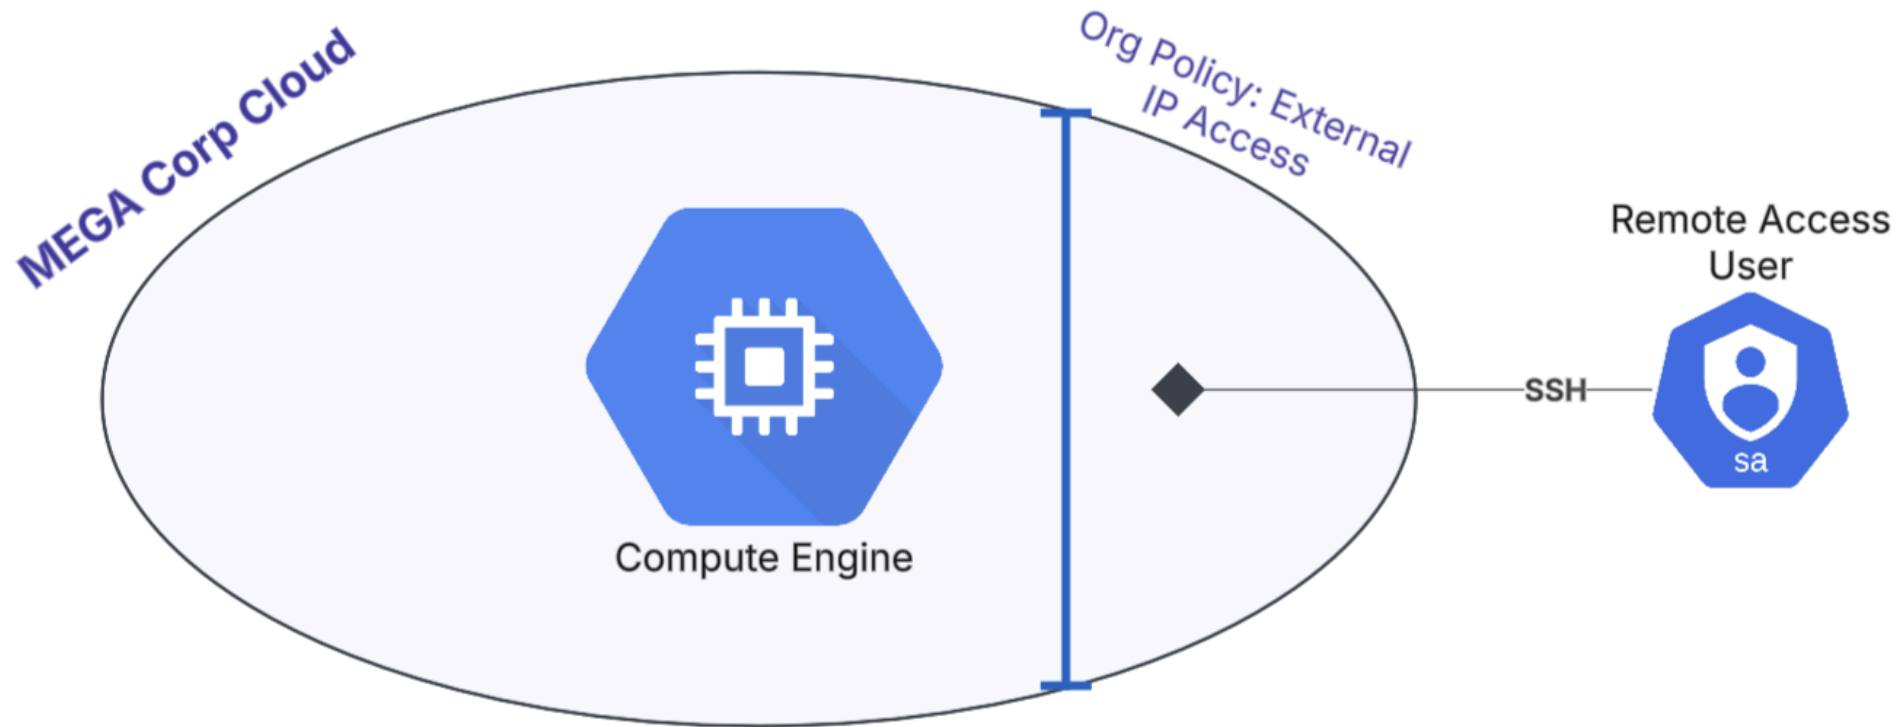 MEGA Corp Cloud
Org Policy: External
IP Access
Remote Access
User
SSH
sa
Compute Engine